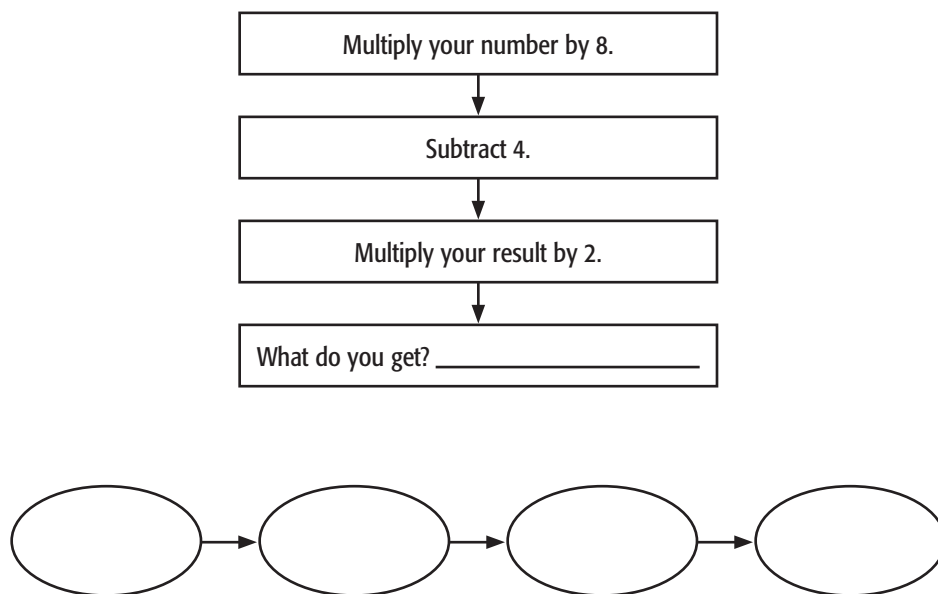 Multiply your number by 8.
Subtract 4.
Multiply your result by 2.
What do you get?